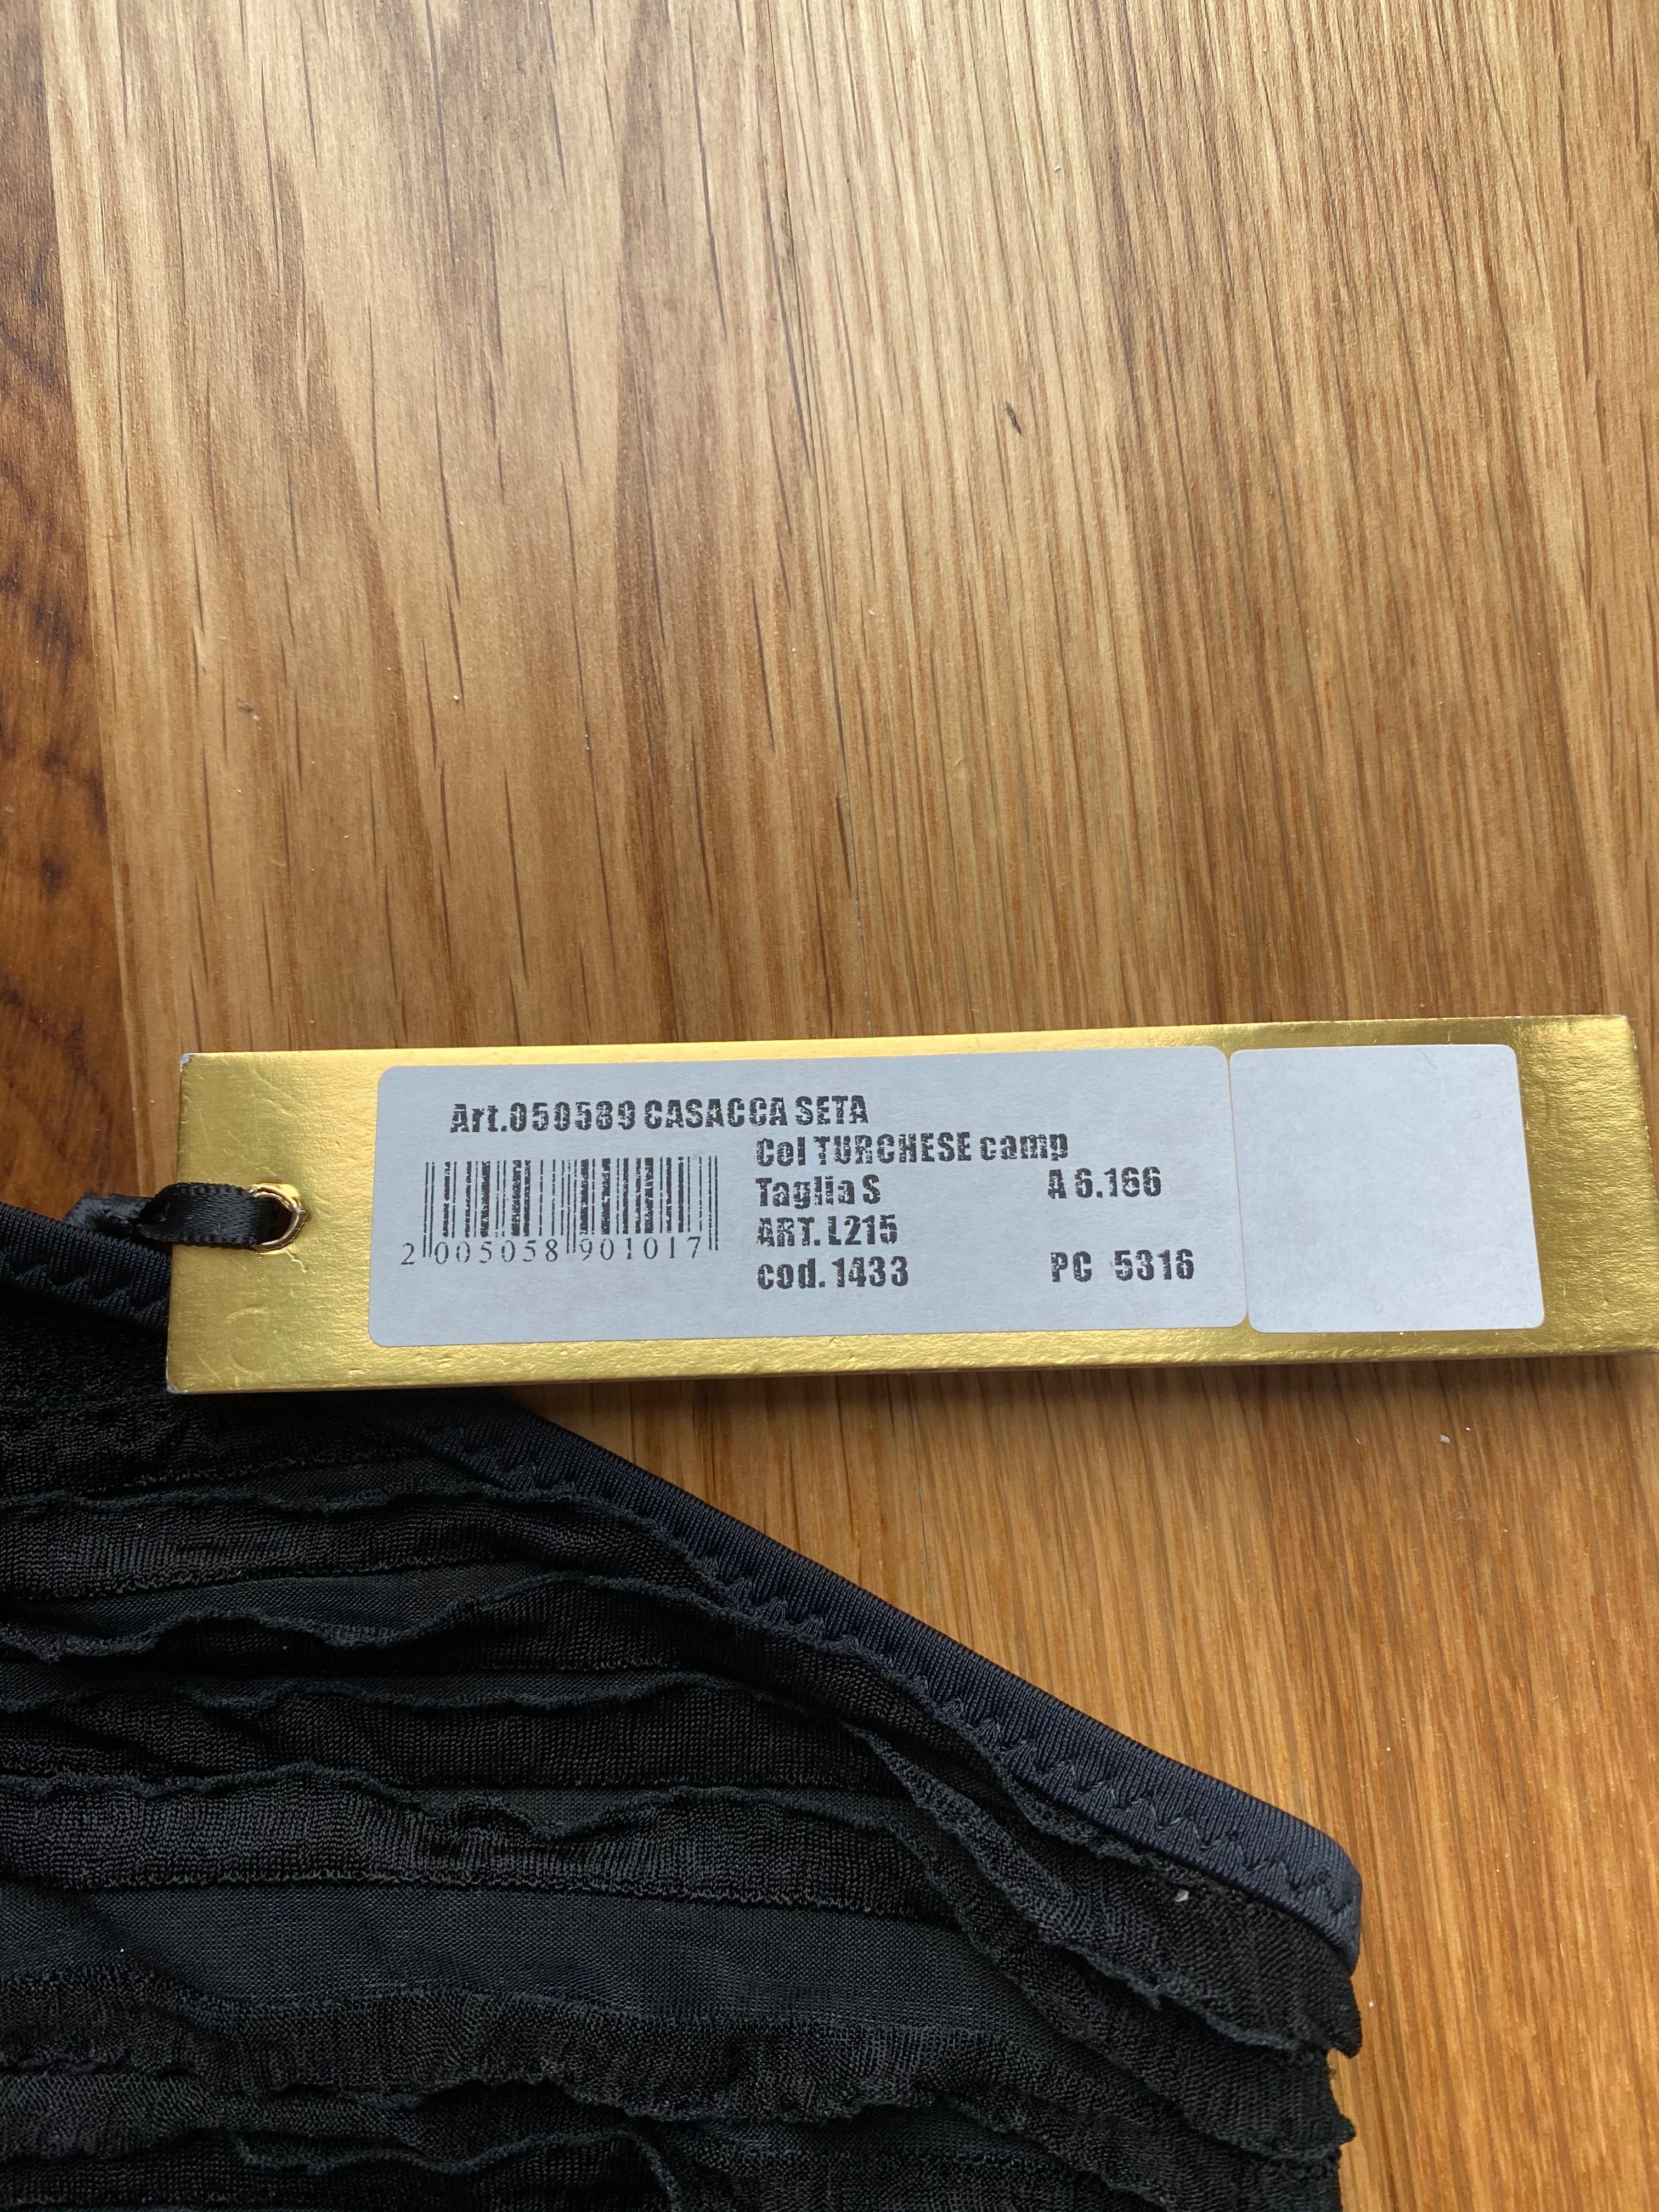 Art.050589 CASACCA SETA
Col TURCHESE camp
Taglia S A 6.166
ART. L215
cod. 1433 PC 5316
2 005058 901017